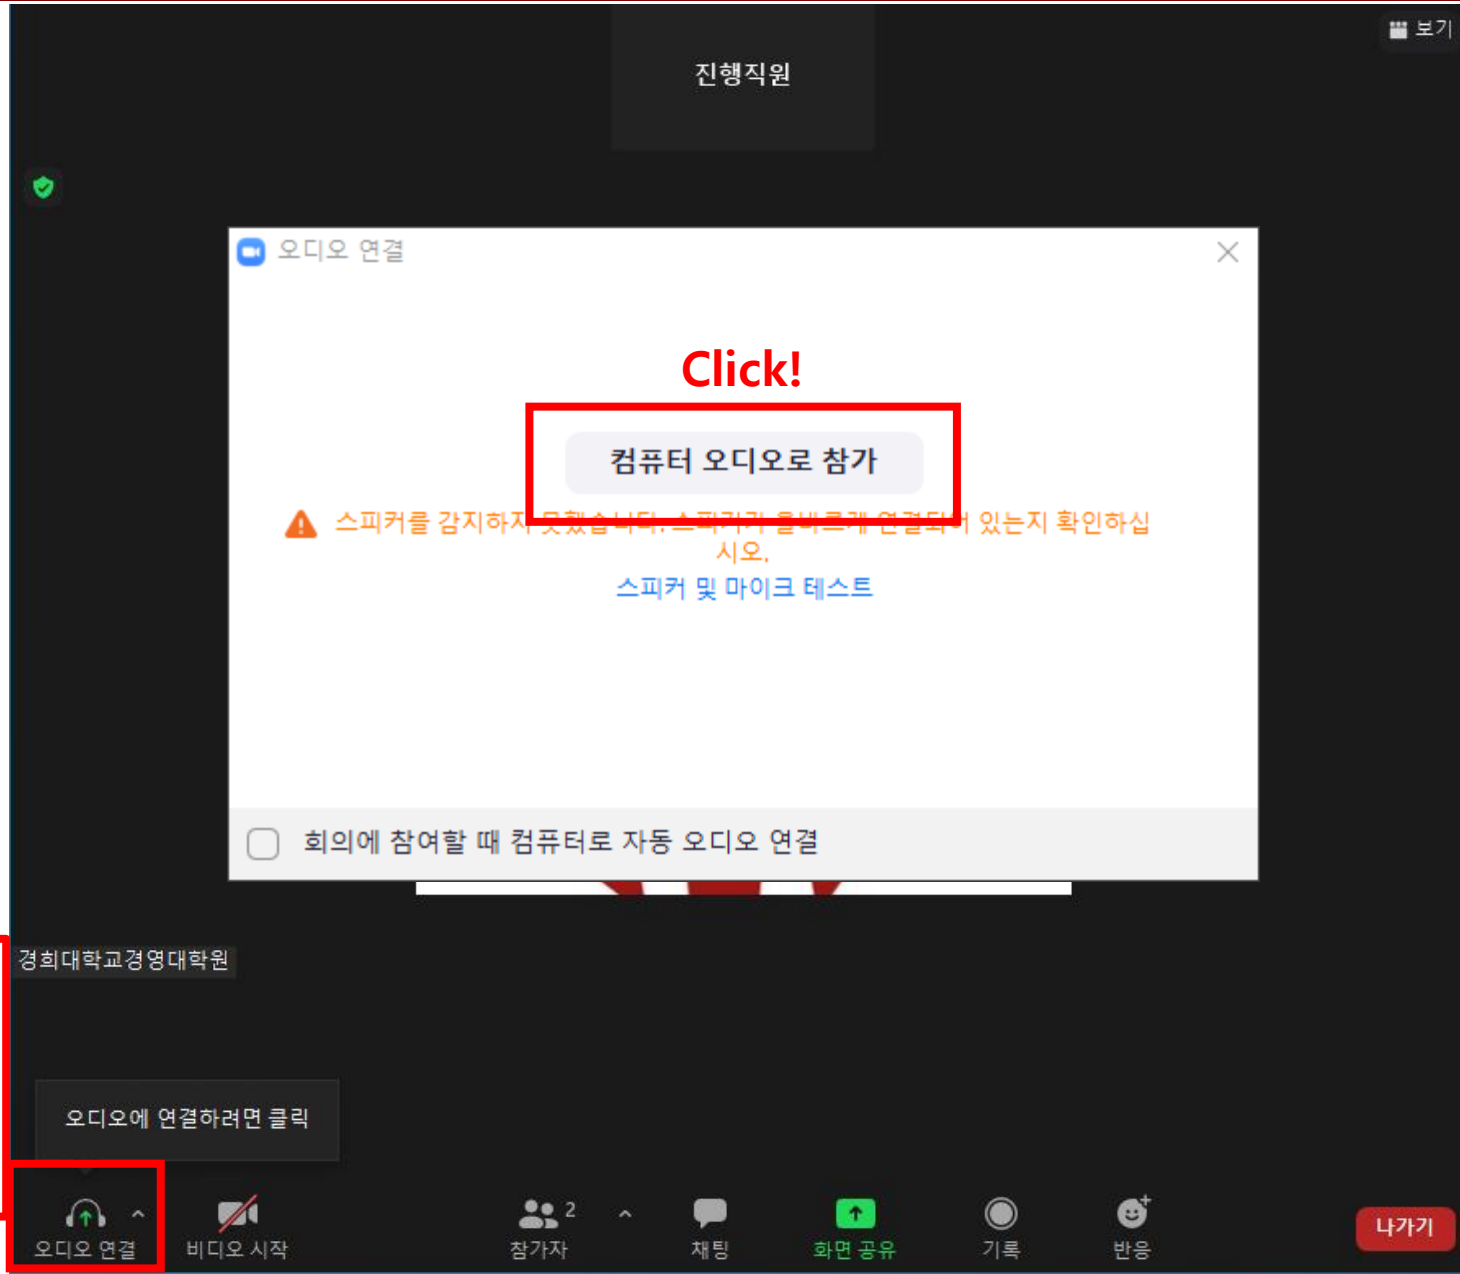 보기
진행직원
오디오 연결
Click!
컴퓨터 오디오로 참가
스피커를 감지하지 못했습니다. 스피커가 올바르게 연결되어 있는지 확인하십
시오.
스피커 및 마이크 테스트
회의에 참여할 때 컴퓨터로 자동 오디오 연결
경희대학교경영대학원
오디오에 연결하려면 클릭
오디오 연결
비디오 시작
2
참가자
채팅
화면 공유
기록
반응
나가기